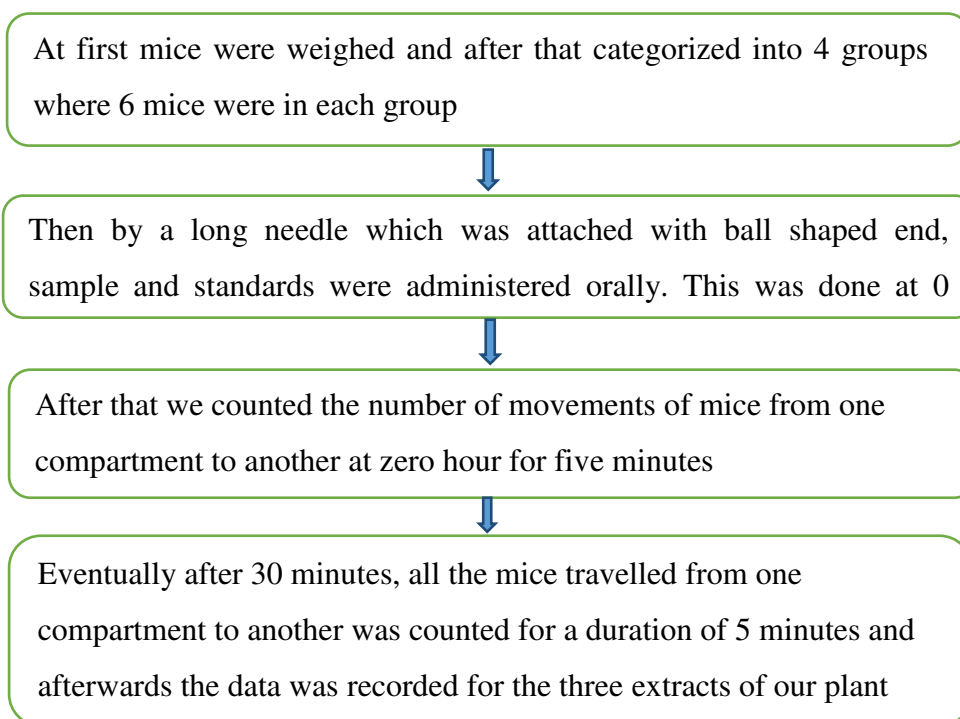 At first mice were weighed and after that categorized into 4 groups
where 6 mice were in each group
Then by a long needle which was attached with ball shaped end,
sample and standards were administered orally. This was done at 0
After that we counted the number of movements of mice from one
compartment to another at zero hour for five minutes
Eventually after 30 minutes, all the mice travelled from one
compartment to another was counted for a duration of 5 minutes and
afterwards the data was recorded for the three extracts of our plant